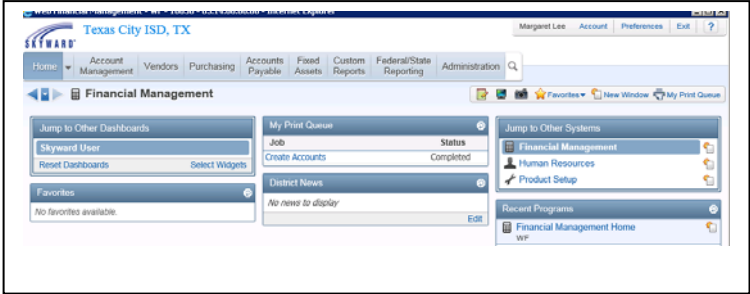 Texas City ISD, TX
Margaret Lee Account Preferences Exit ?
SKYWARD
Home Account Management Vendors Purchasing Accounts Payable Fixed Assets Custom Reports Federal/State Reporting Administration
Financial Management
Favorites New Window My Print Queue
Jump to Other Dashboards
Skyward User
Reset Dashboards Select Widgets
Favorites
No favorites available.
My Print Queue
Job Status
Create Accounts Completed
District News
No news to display
Edit
Jump to Other Systems
Financial Management
Human Resources
Product Setup
Recent Programs
Financial Management Home
WF